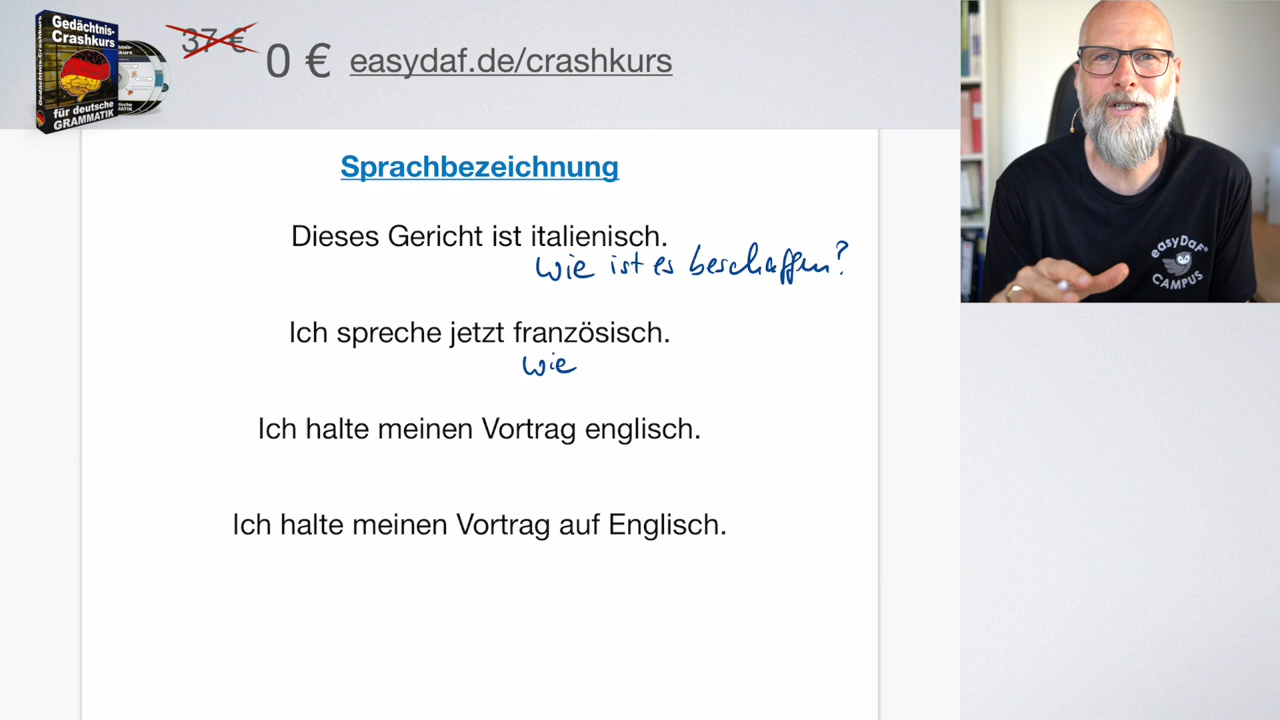 Gedächtnis-
Crashkurs
für deutsche
GRAMMATIK
37 €
0 € easydaf.de/crashkurs
Sprachbezeichnung
Dieses Gericht ist italienisch.
wie ist es beschaffen?
Ich spreche jetzt französisch.
wie
Ich halte meinen Vortrag englisch.
Ich halte meinen Vortrag auf Englisch.
easyDaF®
CAMPUS